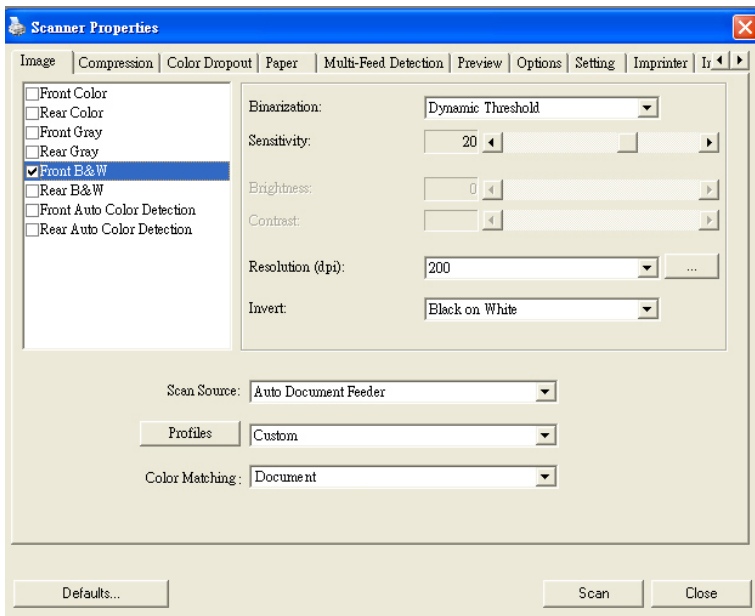 Scanner Properties
Image Compression Color Dropout Paper Multi-Feed Detection Preview Options Setting Imprinter
Front Color
Rear Color
Front Gray
Rear Gray
Front B&W
Rear B&W
Front Auto Color Detection
Rear Auto Color Detection
Binarization: Dynamic Threshold
Sensitivity: 20
Brightness: 0
Contrast:
Resolution (dpi): 200 ...
Invert: Black on White
Scan Source: Auto Document Feeder
Profiles Custom
Color Matching: Document
Defaults... Scan Close